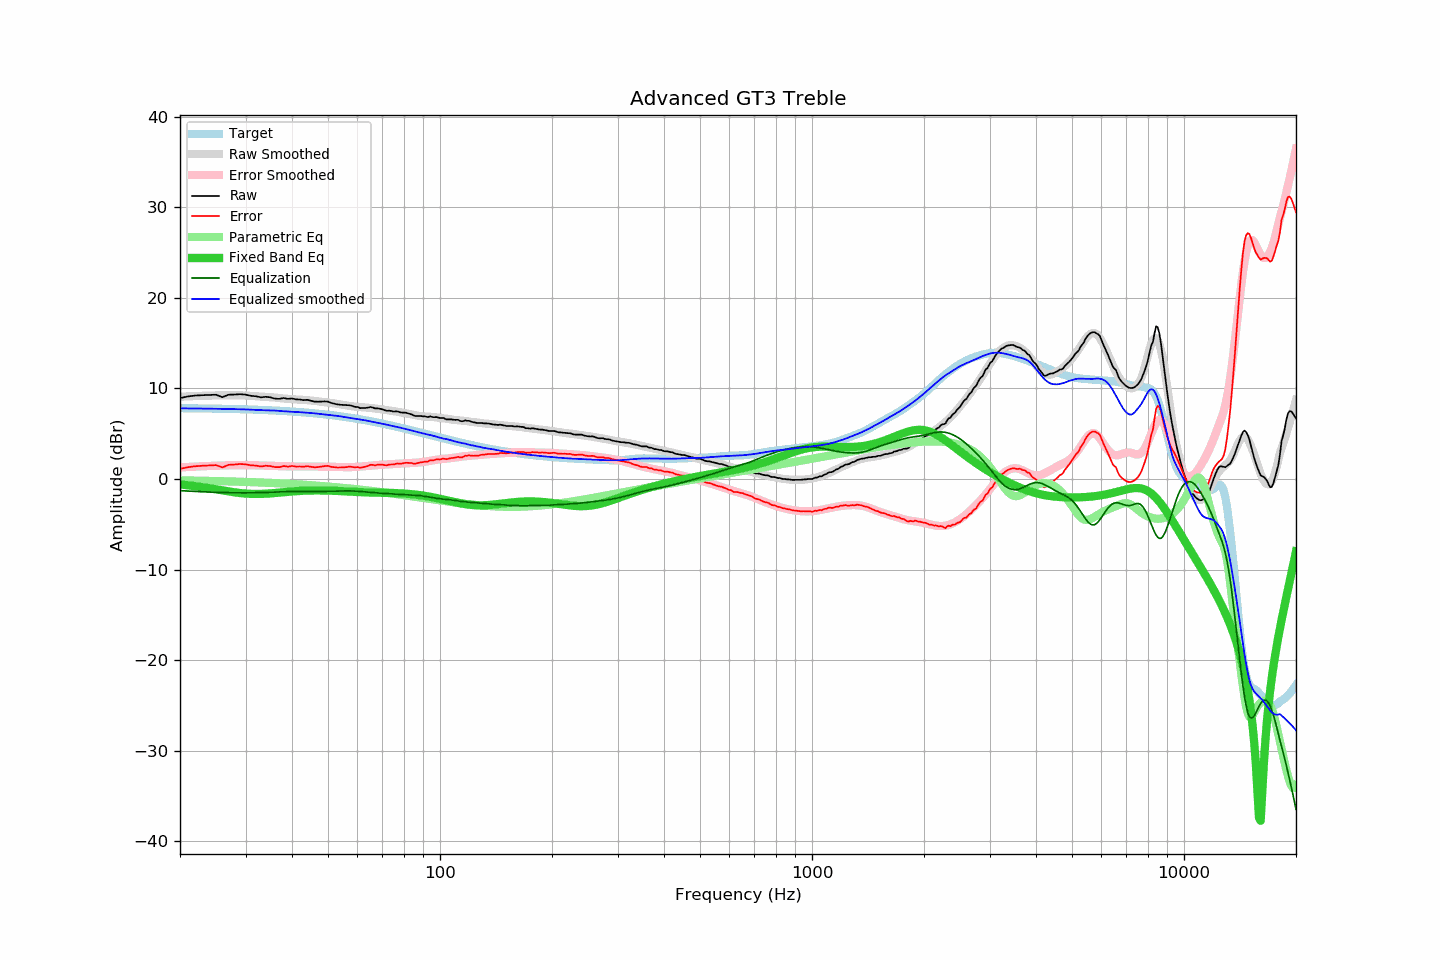 Advanced GT3 Treble
40
30
20
10
0
−10
−20
−30
−40
Amplitude (dBr)
Target
Raw Smoothed
Error Smoothed
Raw
Error
Parametric Eq
Fixed Band Eq
Equalization
Equalized smoothed
100
1000
10000
Frequency (Hz)